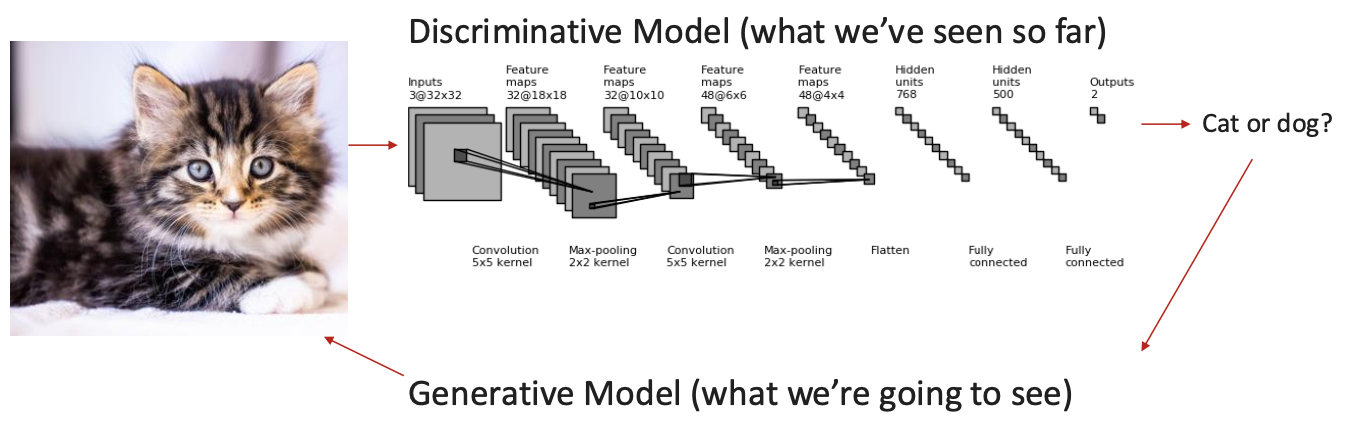 Discriminative Model (what we’ve seen so far)
Inputs
3@32x32
Feature
maps
32@18x18
Feature
maps
32@10x10
Feature
maps
48@6x6
Feature
maps
48@4x4
Hidden
units
768
Hidden
units
500
Outputs
2
Cat or dog?
Convolution
5x5 kernel
Max-pooling
2x2 kernel
Convolution
5x5 kernel
Max-pooling
2x2 kernel
Flatten
Fully
connected
Fully
connected
Generative Model (what we’re going to see)